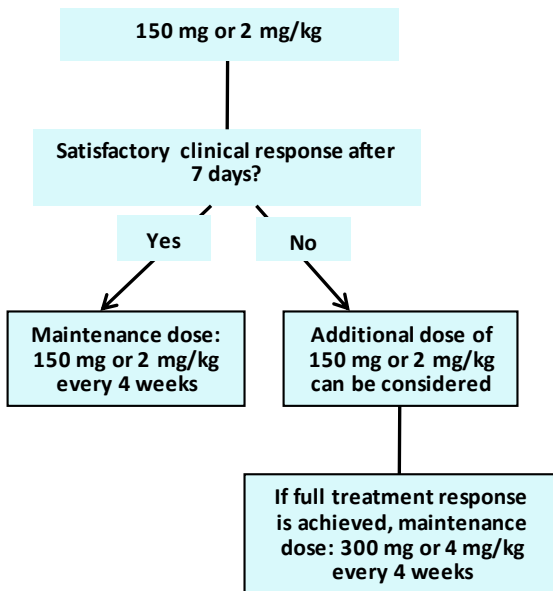 150 mg or 2 mg/kg
Satisfactory clinical response after
7 days?
Yes
No
Maintenance dose:
150 mg or 2 mg/kg
every 4 weeks
Additional dose of
150 mg or 2 mg/kg
can be considered
If full treatment response
is achieved, maintenance
dose: 300 mg or 4 mg/kg
every 4 weeks